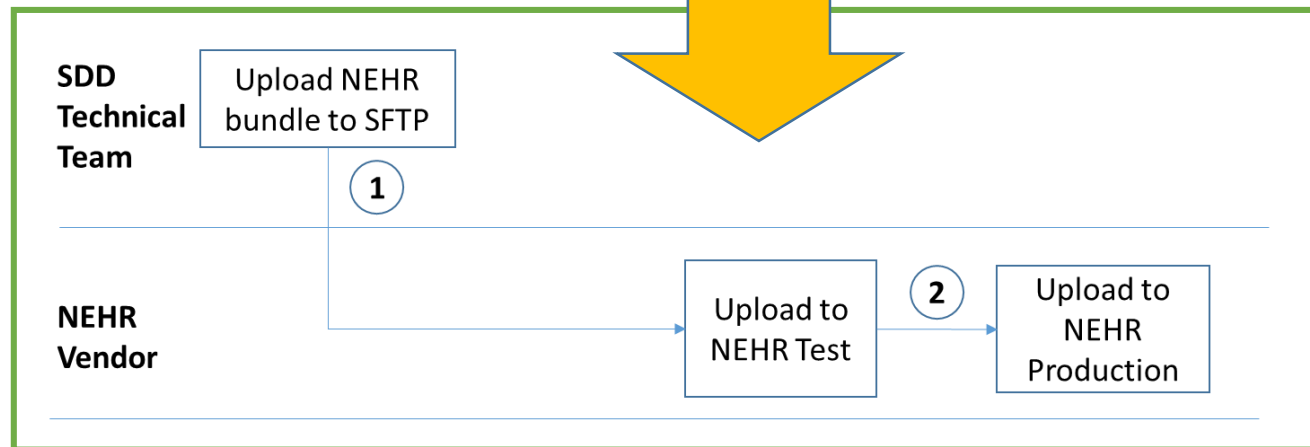 SDD
Technical
Team
Upload NEHR
bundle to SFTP
1
NEHR
Vendor
Upload to
NEHR Test
2
Upload to
NEHR
Production